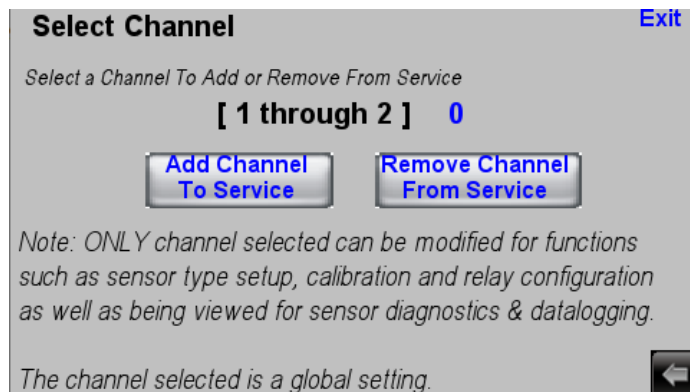 Select Channel
Exit
Select a Channel To Add or Remove From Service
[ 1 through 2 ] 0
Add Channel
To Service
Remove Channel
From Service
Note: ONLY channel selected can be modified for functions
such as sensor type setup, calibration and relay configuration
as well as being viewed for sensor diagnostics & datalogging.
The channel selected is a global setting.